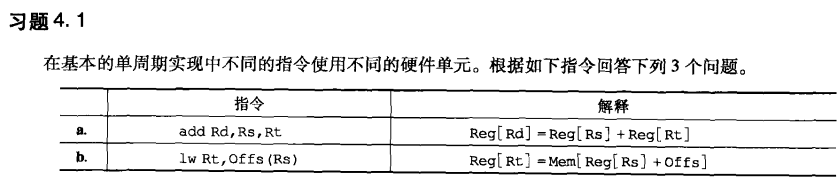 习题4.1
在基本的单周期实现中不同的指令使用不同的硬件单元。根据如下指令回答下列3个问题。
指令 解释
a. add Rd,Rs,Rt Reg[Rd]=Reg[Rs]+Reg[Rt]
b. lw Rt,Offs(Rs) Reg[Rt]=Mem[Reg[Rs]+Offs]